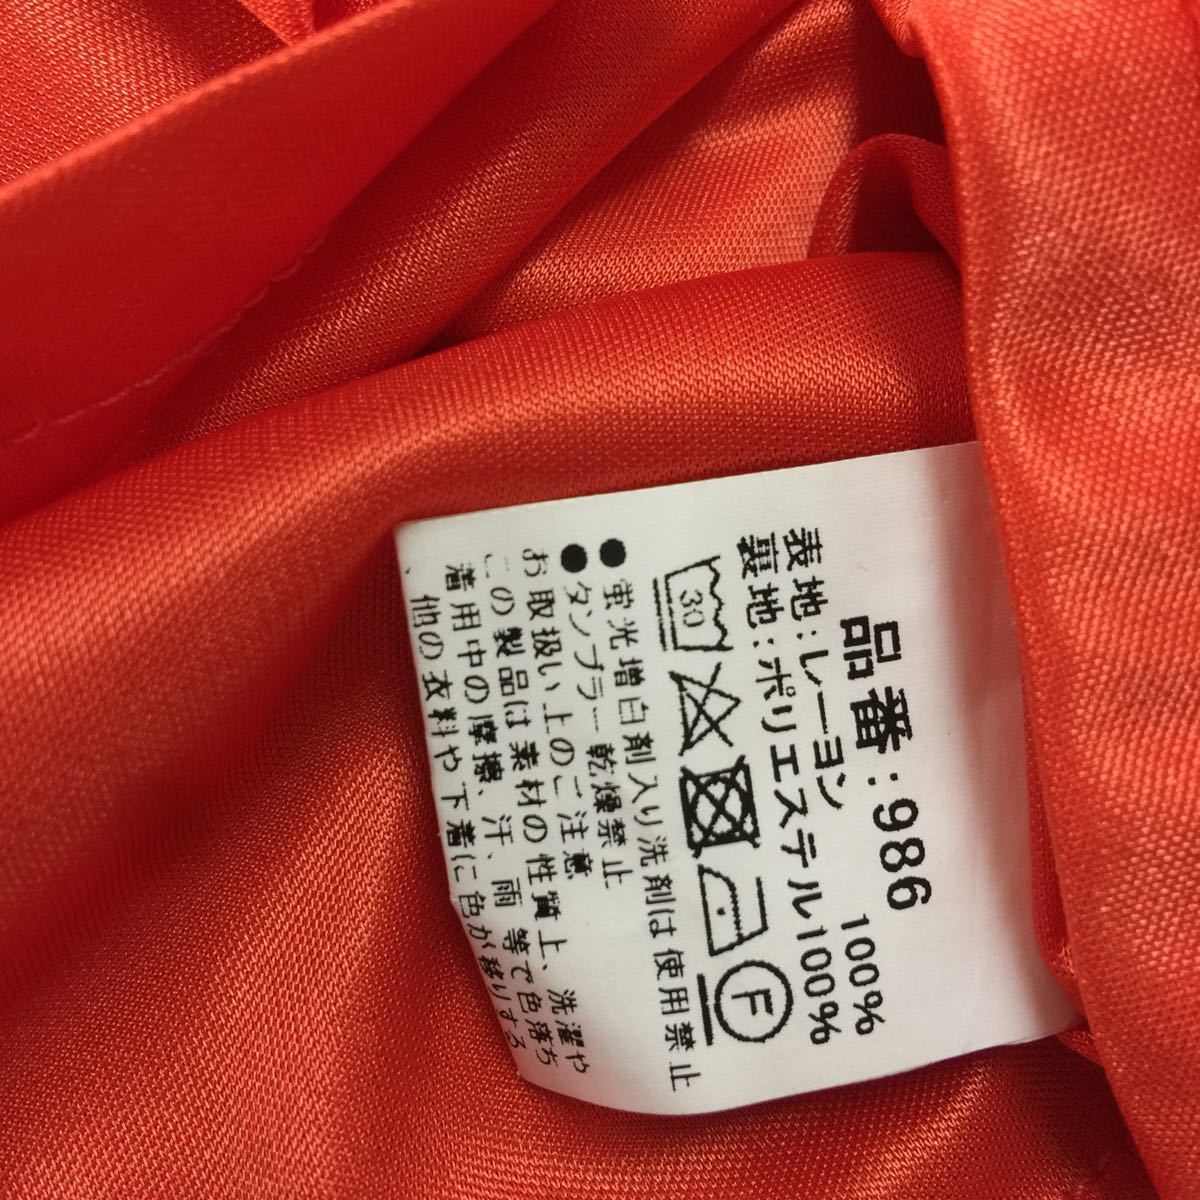 品番:986
表地:レーヨン 100%
裏地:ポリエステル100%
30
F
●蛍光増白剤入り洗剤は使用禁止
●タンブラー乾燥禁止
お取扱い上のご注意
この製品は素材の性質上、洗濯や
着用中の摩擦、汗、雨等で色落ち
、他の衣料や下着に色が移りする